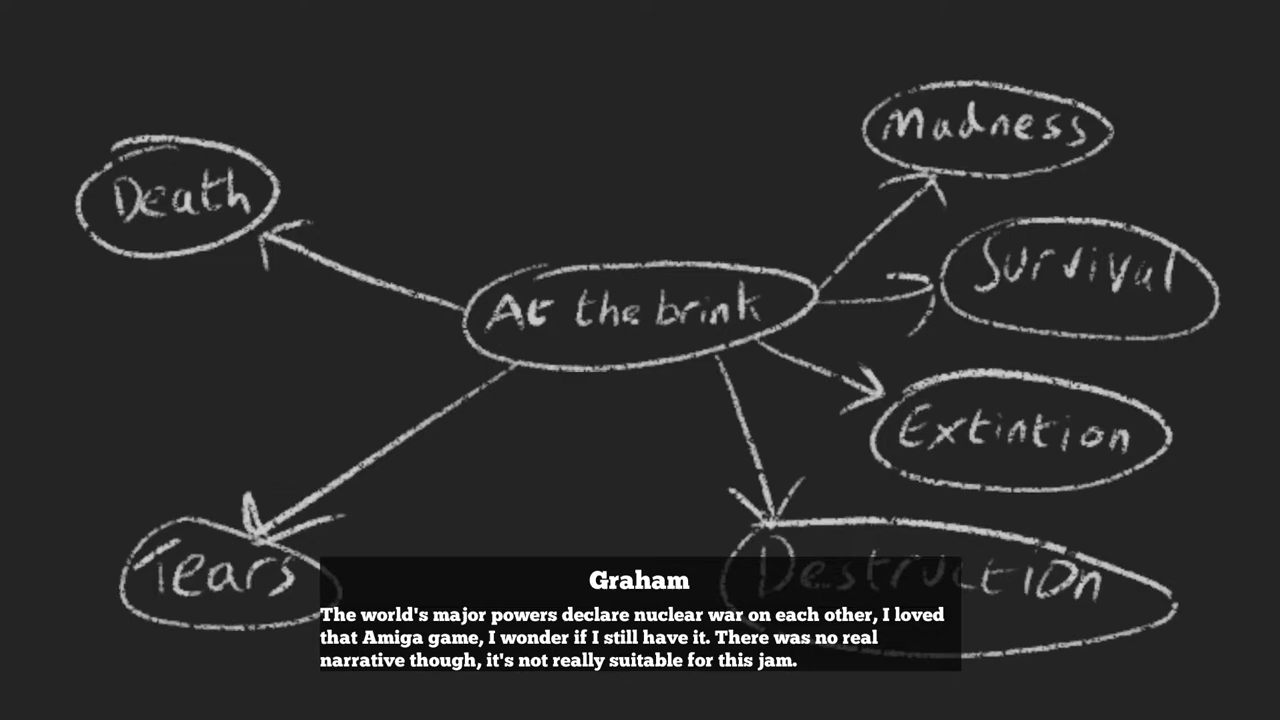 Madness
Death
Survival
At the brink
Extintion
Tears
Destruction
Graham
The world's major powers declare nuclear war on each other, I loved
that Amiga game, I wonder if I still have it. There was no real
narrative though, it's not really suitable for this jam.